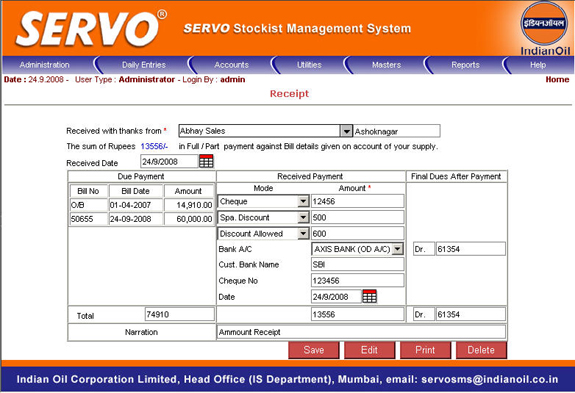 SERVO®
SERVO Stockist Management System
इंडियनऑयल
IndianOil
Administration Daily Entries Accounts Utilities Masters Reports Help
Date : 24.9.2008 - User Type : Administrator - Login By : admin Home
Receipt
Received with thanks from * Abhay Sales Ashoknagar
The sum of Rupees 13556/- in Full / Part payment against Bill details given on account of your supply.
Received Date 24/9/2008
Due Payment Received Payment Final Dues After Payment
Bill No Bill Date Amount Mode Amount *
O/B 01-04-2007 14,910.00 Cheque 12456
50655 24-09-2008 60,000.00 Spa. Discount 500
Discount Allowed 600
Bank A/C AXIS BANK (OD A/C) Dr. 61354
Cust. Bank Name SBI
Cheque No 123456
Date 24/9/2008
Total 74910 13556 Dr. 61354
Narration Ammount Receipt
Save Edit Print Delete
Indian Oil Corporation Limited, Head Office (IS Department), Mumbai, email: servosms@indianoil.co.in